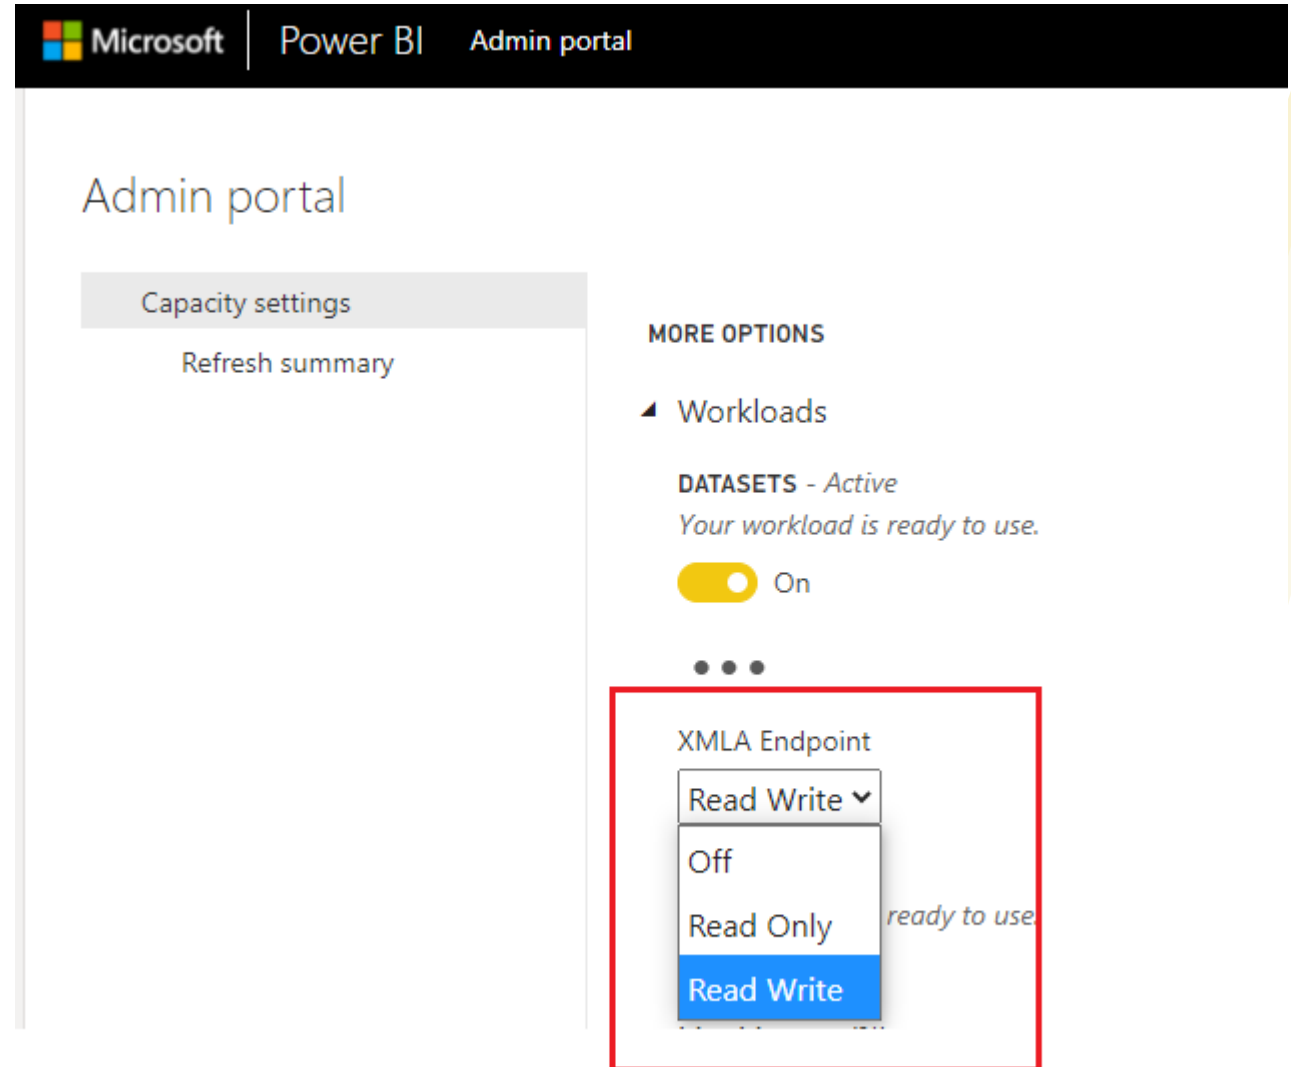 Microsoft Power BI Admin portal
Admin portal
Capacity settings
Refresh summary
MORE OPTIONS
Workloads
DATASETS - Active
Your workload is ready to use.
On
XMLA Endpoint
Read Write
Off
Read Only
ready to use.
Read Write